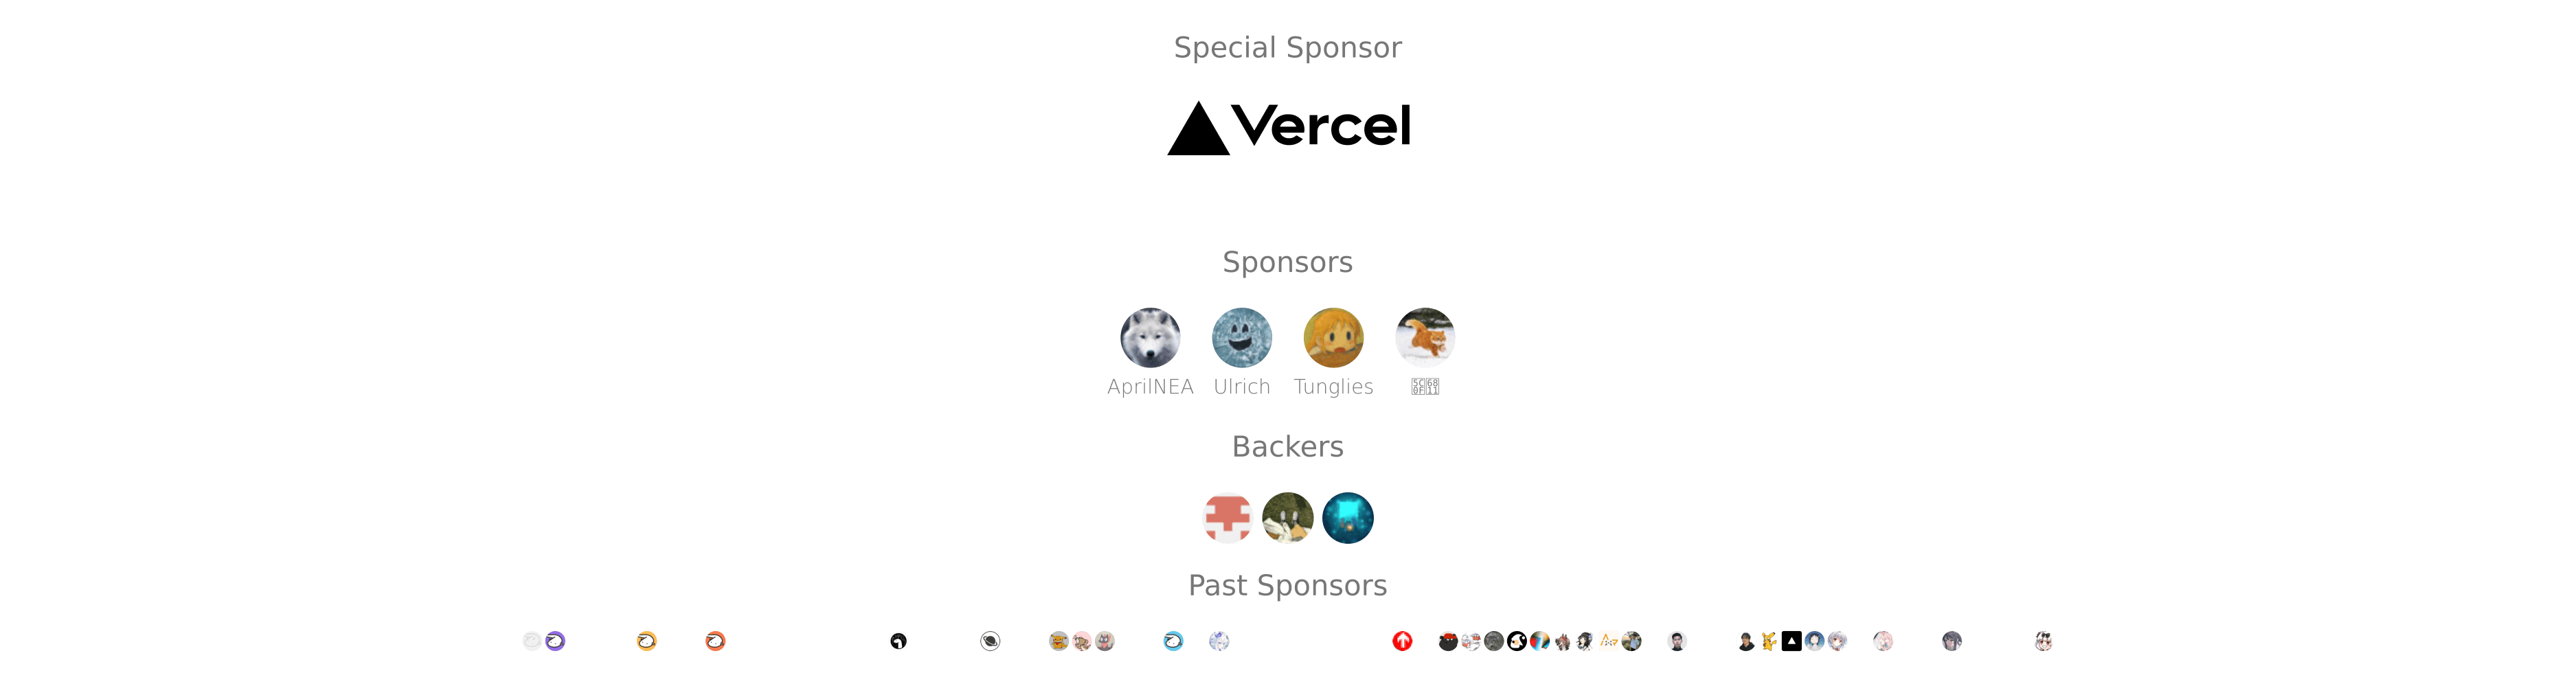 Special Sponsor
Vercel
Sponsors
AprilNEA Ulrich Tunglies
Backers
Past Sponsors